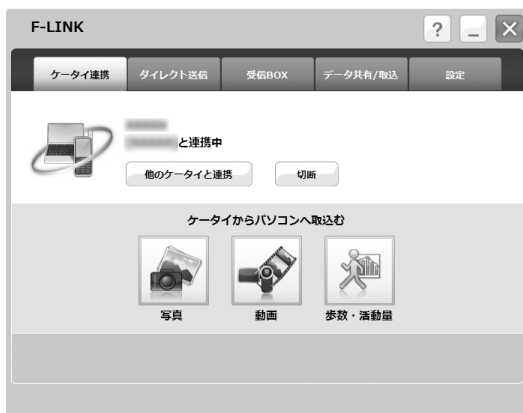 F-LINK
?
ケータイ連携 ダイレクト送信 受信BOX データ共有/取込 設定
と連携中
他のケータイと連携 切断
ケータイからパソコンへ取込む
写真 動画 歩数・活動量